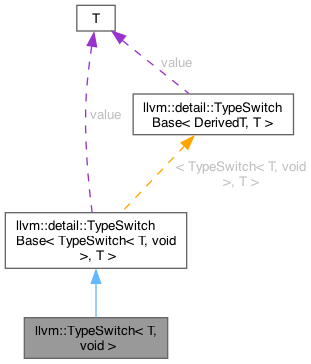 T
value
value
llvm::detail::TypeSwitch
Base< DerivedT, T >
< TypeSwitch< T, void
>, T >
llvm::detail::TypeSwitch
Base< TypeSwitch< T, void
>, T >
llvm::TypeSwitch< T,
void >